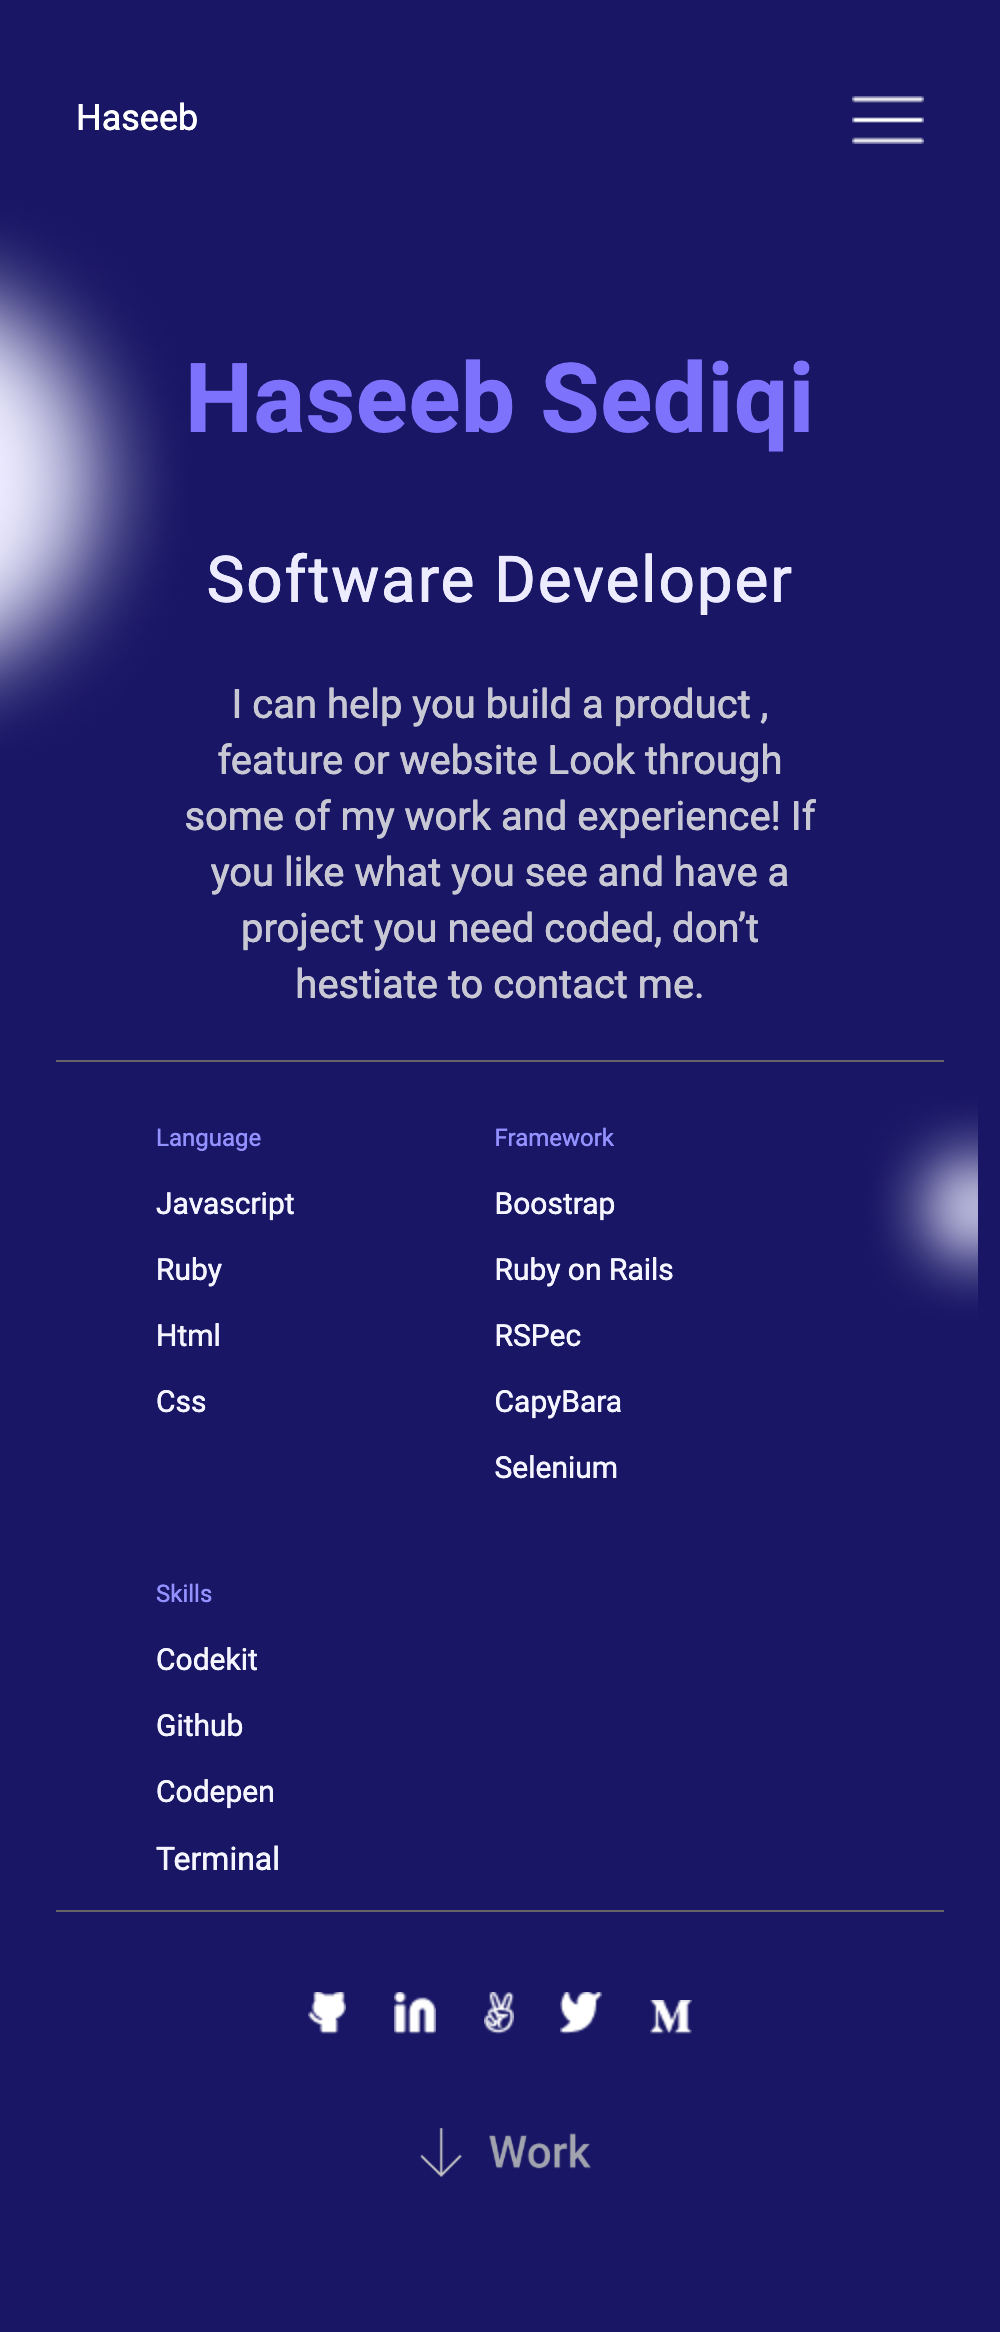 Haseeb
Haseeb Sediqi
Software Developer
I can help you build a product ,
feature or website Look through
some of my work and experience! If
you like what you see and have a
project you need coded, don’t
hestiate to contact me.
Language
Javascript
Ruby
Html
Css
Framework
Boostrap
Ruby on Rails
RSPec
CapyBara
Selenium
Skills
Codekit
Github
Codepen
Terminal
Work